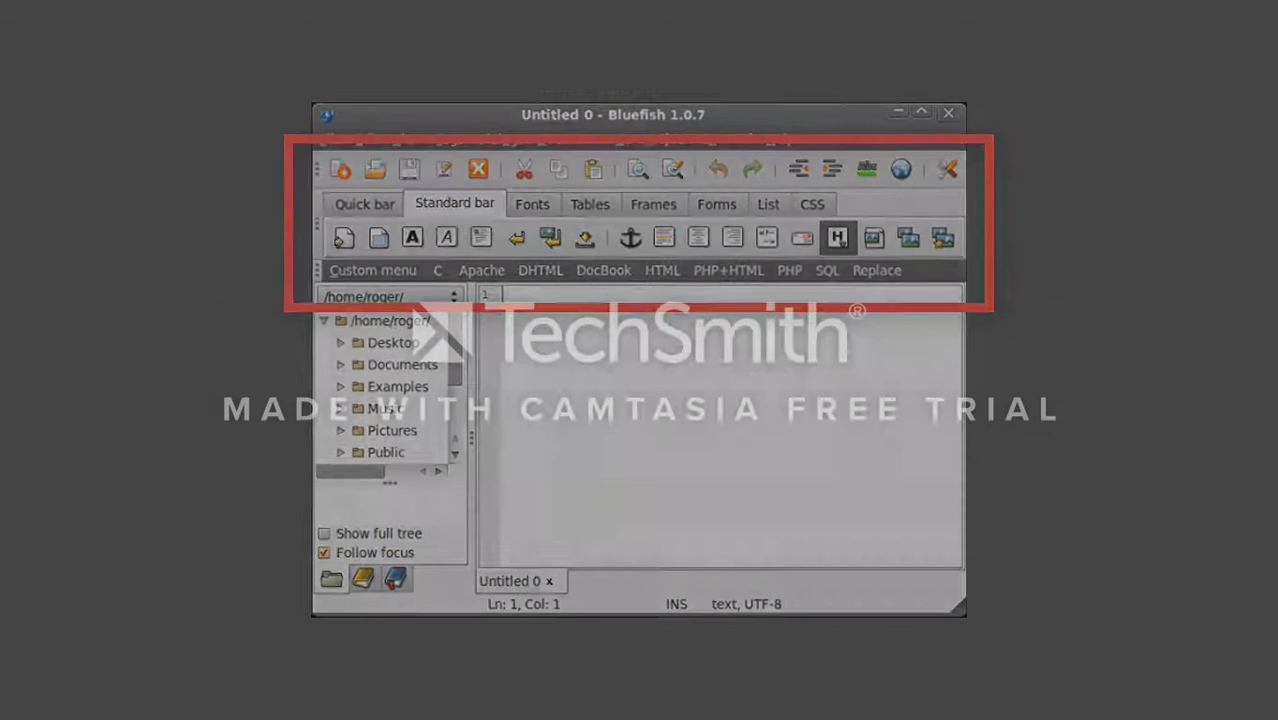 Untitled 0 - Bluefish 1.0.7
Quick bar Standard bar Fonts Tables Frames Forms List CSS
Custom menu C Apache DHTML DocBook HTML PHP+HTML PHP SQL Replace
/home/roger/ 1
/home/roger/
TechSmith®
Desktop
Documents
Examples
MADE WITH CAMTASIA FREE TRIAL
Music
Pictures
Public
Show full tree
Follow focus
Untitled 0 x
Ln: 1, Col: 1 INS text, UTF-8